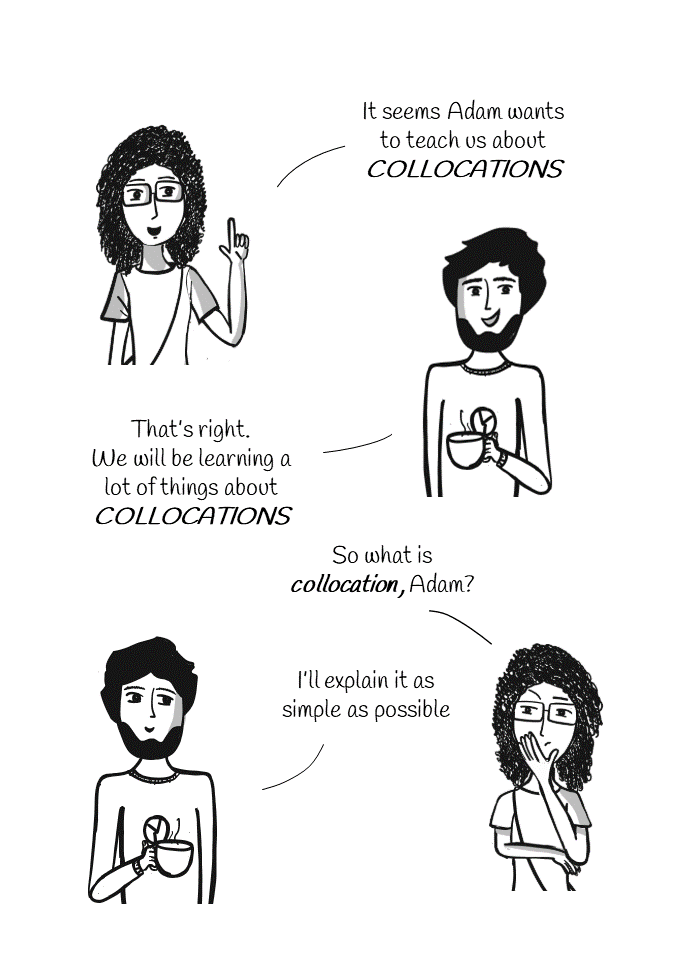 It seems Adam wants
to teach us about
COLLOCATIONS
That's right.
We will be learning a
lot of things about
COLLOCATIONS
So what is
collocation, Adam?
I'll explain it as
simple as possible